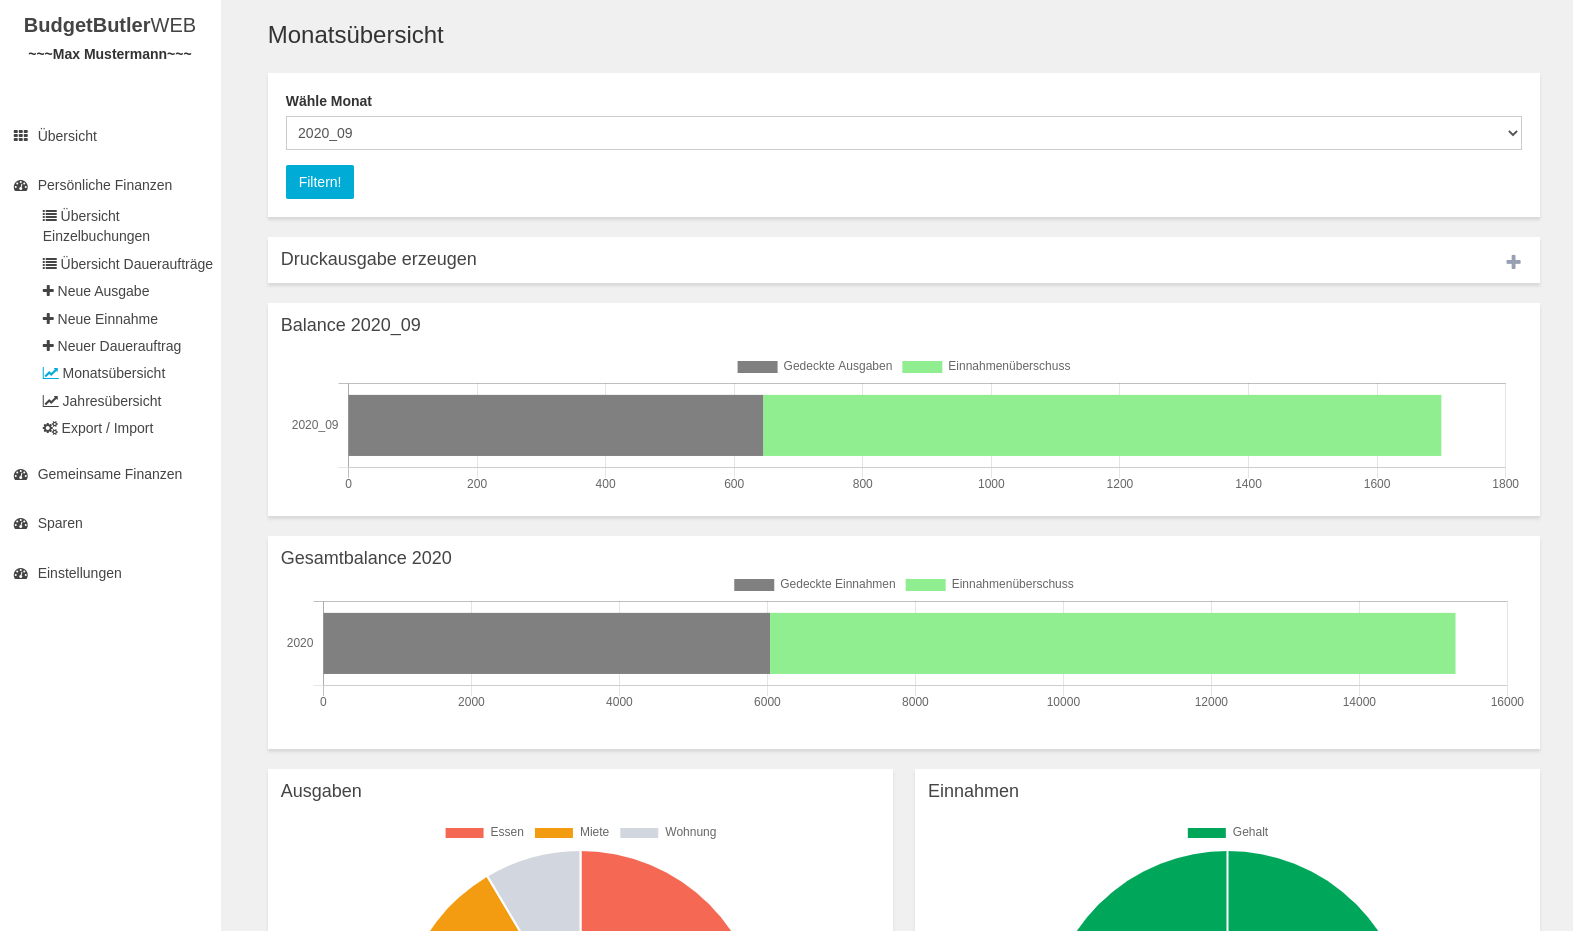 BudgetButlerWEB
~~~Max Mustermann~~~
Übersicht
Persönliche Finanzen
Übersicht
Einzelbuchungen
Übersicht Daueraufträge
Neue Ausgabe
Neue Einnahme
Neuer Dauerauftrag
Monatsübersicht
Jahresübersicht
Export / Import
Gemeinsame Finanzen
Sparen
Einstellungen
Monatsübersicht
Wähle Monat
2020_09
Filtern!
Druckausgabe erzeugen
Balance 2020_09
Gedeckte Ausgaben Einnahmenüberschuss
2020_09
0 200 400 600 800 1000 1200 1400 1600 1800
Gesamtbalance 2020
Gedeckte Einnahmen Einnahmenüberschuss
2020
0 2000 4000 6000 8000 10000 12000 14000 16000
Ausgaben
Essen Miete Wohnung
Einnahmen
Gehalt